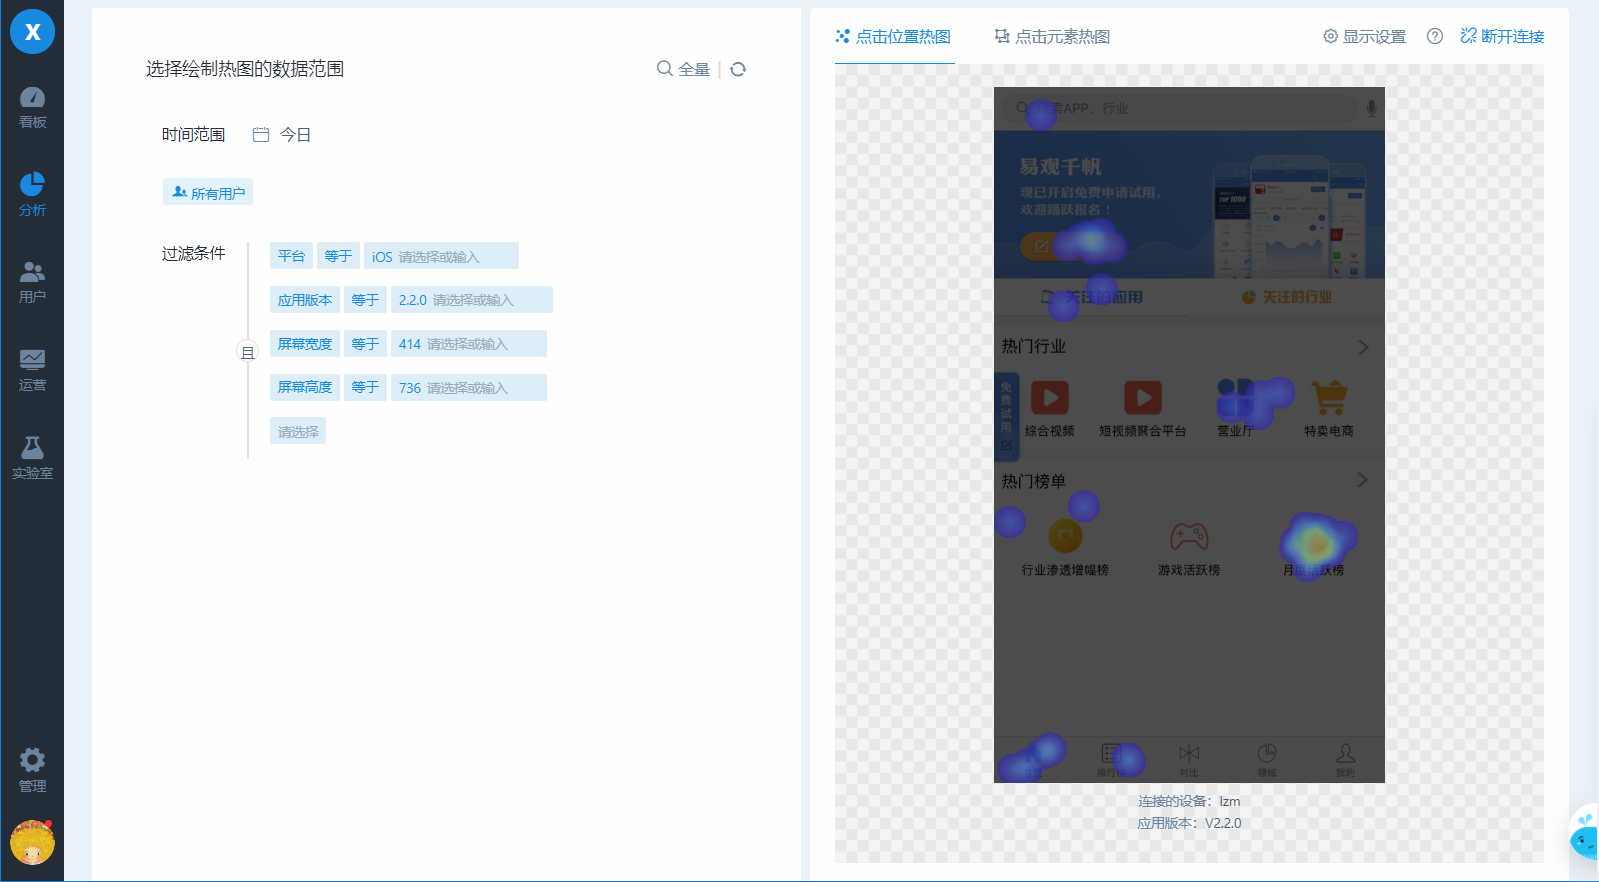 X
看板
分析
用户
运营
实验室
管理
选择绘制热图的数据范围
全量
时间范围 今日
所有用户
过滤条件
且
平台 等于 iOS 请选择或输入
应用版本 等于 2.2.0 请选择或输入
屏幕宽度 等于 414 请选择或输入
屏幕高度 等于 736 请选择或输入
请选择
点击位置热图 点击元素热图 显示设置 断开连接
索APP，行业
易观千帆
现已开启免费申请试用，
欢迎踊跃报名！
TOP 1000
关注的应用 关注的行业
热门行业
免费试用
综合视频 短视频聚合平台 营业厅 特卖电商
热门榜单
行业渗透增幅榜 游戏活跃榜 月度活跃榜
首页 排行榜 对比 领域 我的
连接的设备：lzm
应用版本：V2.2.0